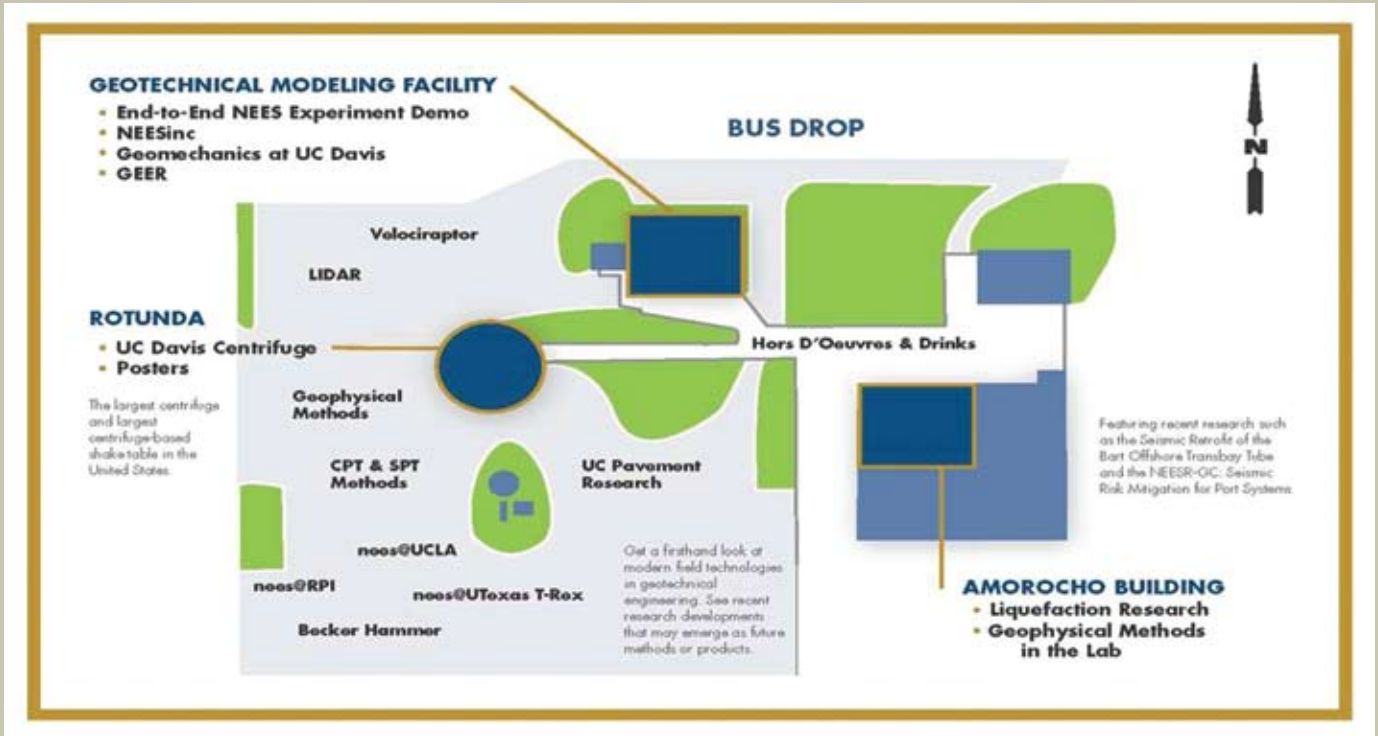 GEOTECHNICAL MODELING FACILITY
• End-to-End NEES Experiment Demo
• NEESinc
• Geomechanics at UC Davis
• GEER
BUS DROP
N
Velociraptor
LIDAR
ROTUNDA
• UC Davis Centrifuge
• Posters
The largest centrifuge
and largest
centrifuge-based
shake table in the
United States.
Hors D'Oeuvres & Drinks
Geophysical
Methods
CPT & SPT
Methods
UC Pavement
Research
nees@UCLA
nees@RPI
nees@UTexas T-Rex
Becker Hammer
Get a firsthand look at
modern field technologies
in geotechnical
engineering. See recent
research developments
that may emerge as future
methods or products.
Featuring recent research such
as the Seismic Retrofit of the
Bart Offshore Transbay Tube
and the NEESR-GC: Seismic
Risk Mitigation for Port Systems
AMOROCHO BUILDING
• Liquefaction Research
• Geophysical Methods
in the Lab